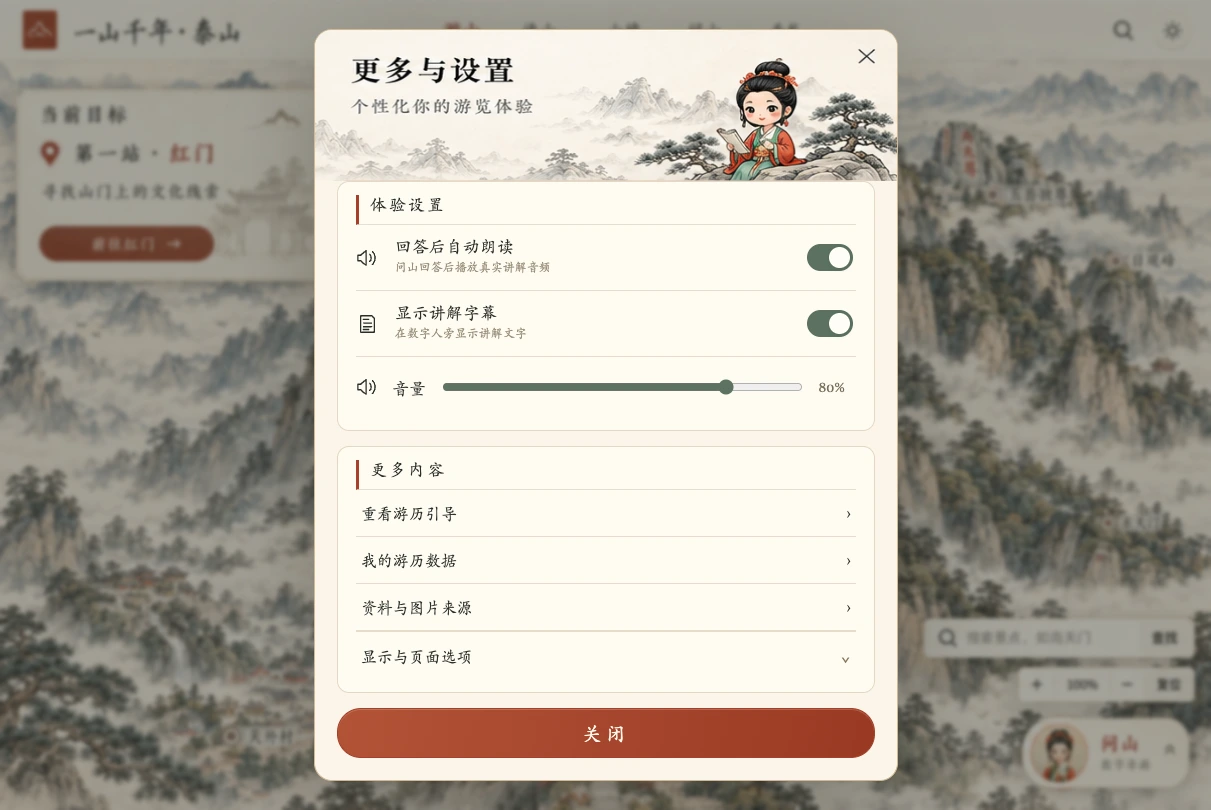 一山千年·泰山
当前目标
第一站·红门
寻找山门上的文化线索
前往红门 →
更多与设置
个性化你的游览体验
体验设置
回答后自动朗读
问山回答后播放真实讲解音频
显示讲解字幕
在数字人旁显示讲解文字
音量 80%
更多内容
重看游历引导 ›
我的游历数据 ›
资料与图片来源 ›
显示与页面选项
关闭
查找
+ 100% − 复位
问山